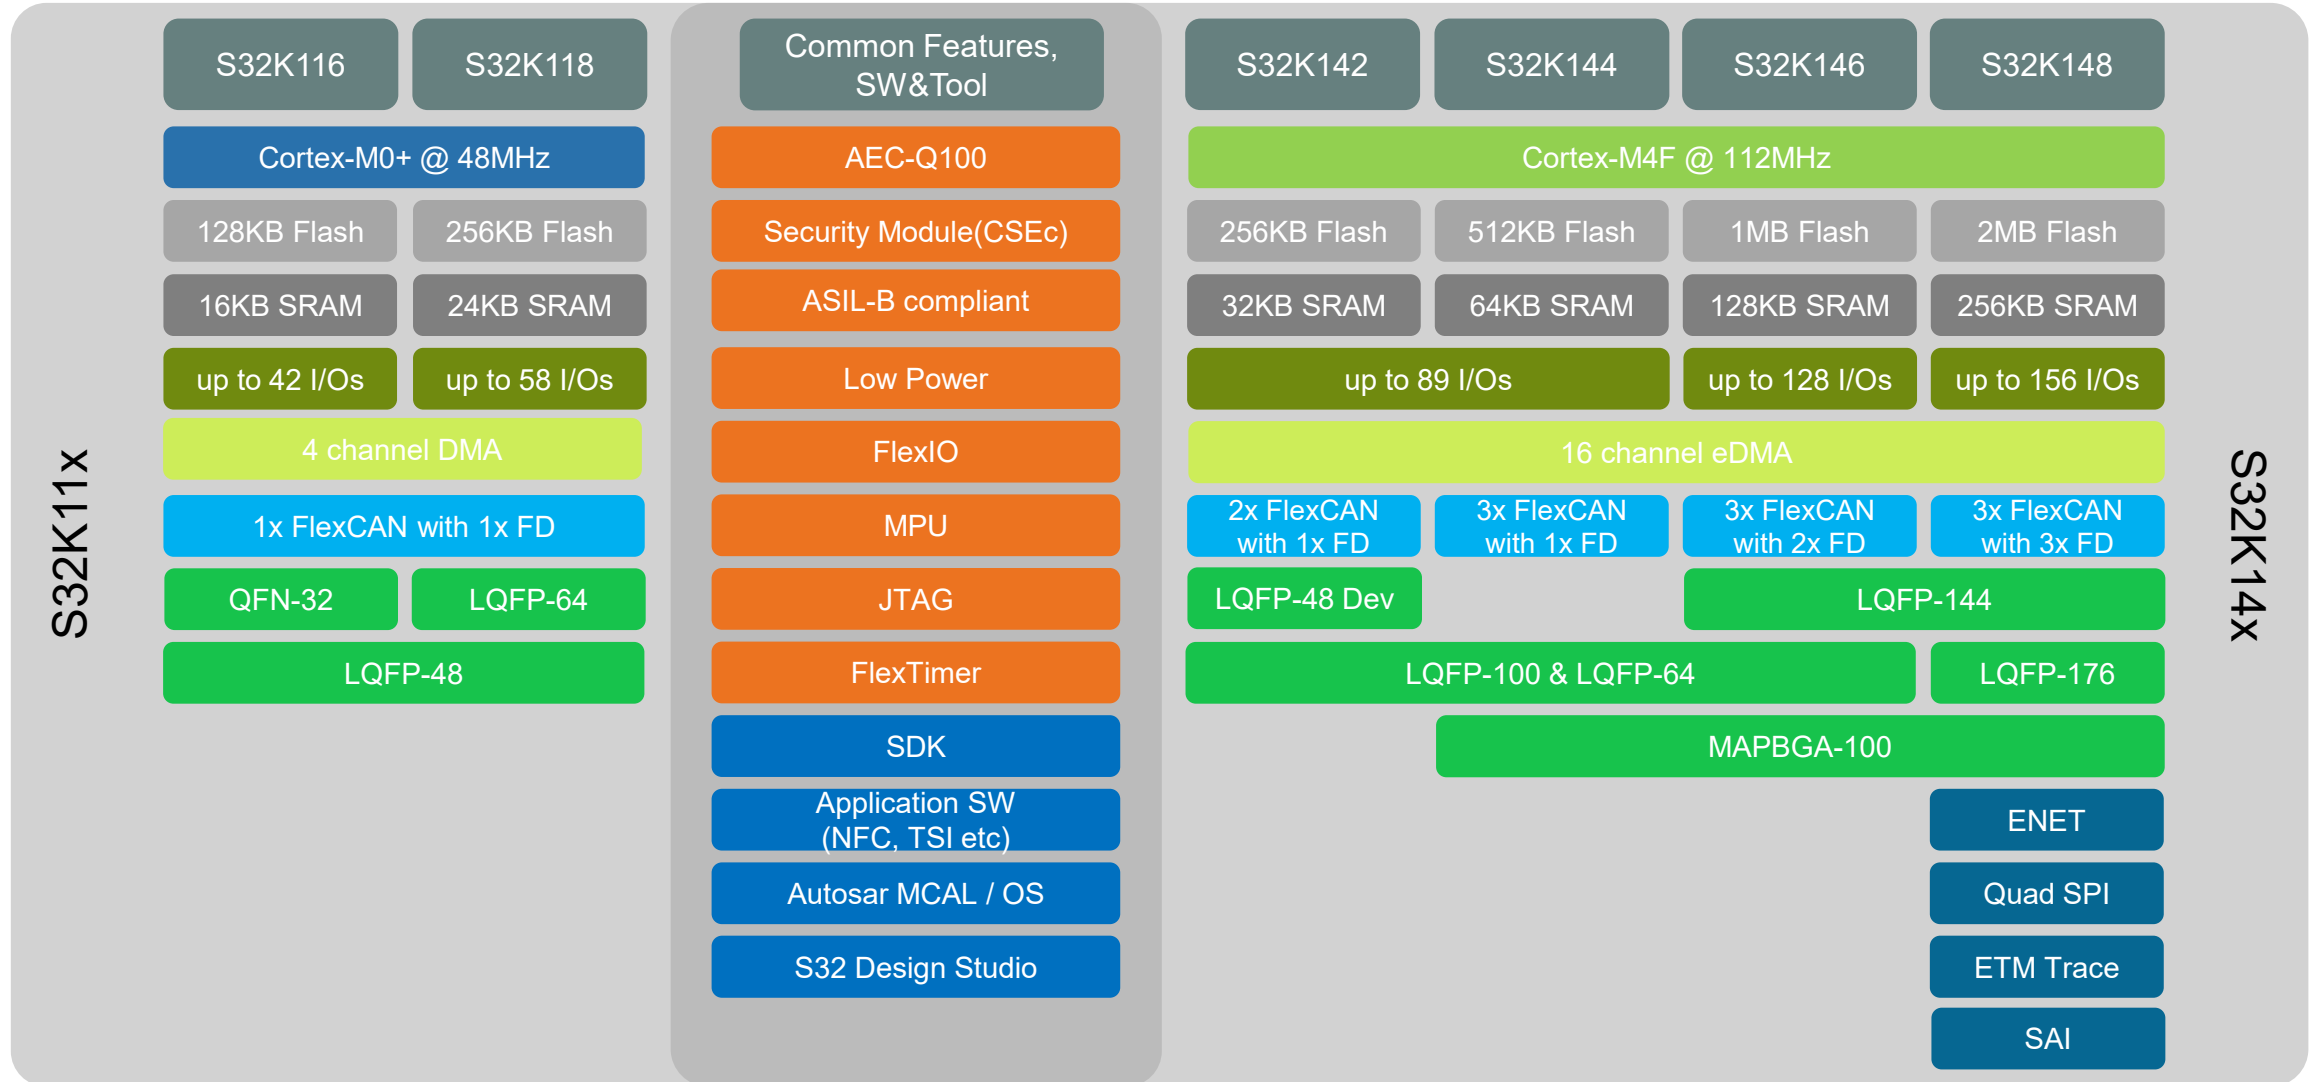 S32K11x
S32K116
S32K118
Cortex-M0+ @ 48MHz
128KB Flash
256KB Flash
16KB SRAM
24KB SRAM
up to 42 I/Os
up to 58 I/Os
4 channel DMA
1x FlexCAN with 1x FD
QFN-32
LQFP-64
LQFP-48
Common Features,
SW&Tool
AEC-Q100
Security Module(CSEc)
ASIL-B compliant
Low Power
FlexIO
MPU
JTAG
FlexTimer
SDK
Application SW
(NFC, TSI etc)
Autosar MCAL / OS
S32 Design Studio
S32K142
S32K144
S32K146
S32K148
Cortex-M4F @ 112MHz
256KB Flash
512KB Flash
1MB Flash
2MB Flash
32KB SRAM
64KB SRAM
128KB SRAM
256KB SRAM
up to 89 I/Os
up to 128 I/Os
up to 156 I/Os
16 channel eDMA
2x FlexCAN
with 1x FD
3x FlexCAN
with 1x FD
3x FlexCAN
with 2x FD
3x FlexCAN
with 3x FD
LQFP-48 Dev
LQFP-144
LQFP-100 & LQFP-64
LQFP-176
MAPBGA-100
ENET
Quad SPI
ETM Trace
SAI
S32K14x